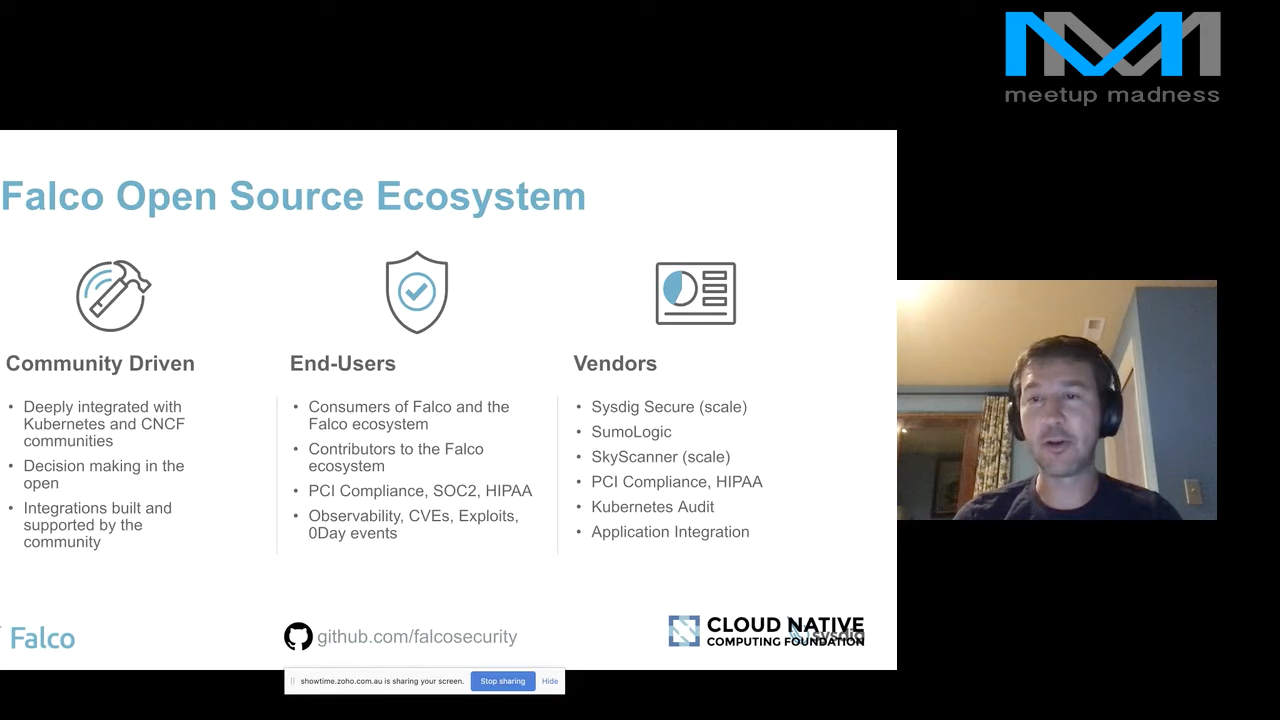 meetup madness
Falco Open Source Ecosystem
Community Driven
• Deeply integrated with
Kubernetes and CNCF
communities
• Decision making in the
open
• Integrations built and
supported by the
community
End-Users
• Consumers of Falco and the
Falco ecosystem
• Contributors to the Falco
ecosystem
• PCI Compliance, SOC2, HIPAA
• Observability, CVEs, Exploits,
0Day events
Vendors
• Sysdig Secure (scale)
• SumoLogic
• SkyScanner (scale)
• PCI Compliance, HIPAA
• Kubernetes Audit
• Application Integration
Falco
github.com/falcosecurity
CLOUD NATIVE
COMPUTING FOUNDATION
sysdig
showtime.zoho.com.au is sharing your screen.
Stop sharing
Hide